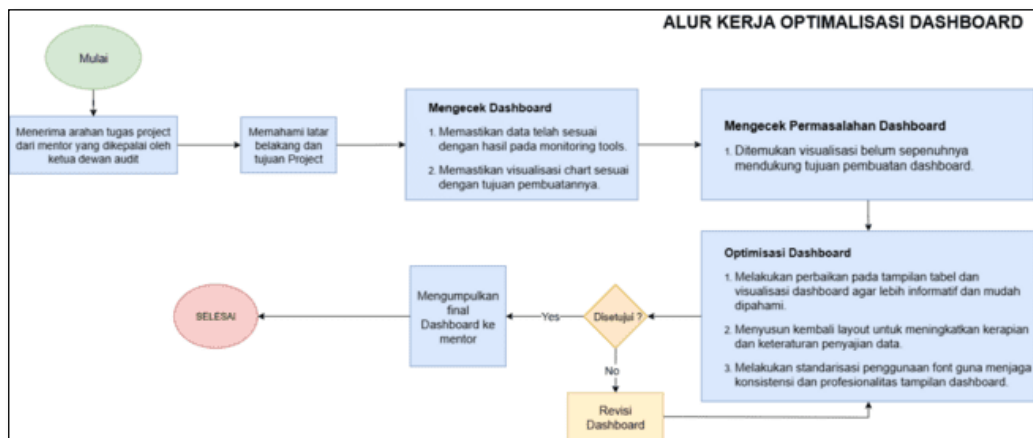 ALUR KERJA OPTIMALISASI DASHBOARD
Mulai
Menerima arahan tugas project
dari mentor yang dikepalai oleh
ketua dewan audit
Memahami latar
belakang dan
tujuan Project
Mengecek Dashboard
1. Memastikan data telah sesuai
dengan hasil pada monitoring tools.
2. Memastikan visualisasi chart sesuai
dengan tujuan pembuatannya.
Mengecek Permasalahan Dashboard
1. Ditemukan visualisasi belum sepenuhnya
mendukung tujuan pembuatan dashboard.
Optimisasi Dashboard
1. Melakukan perbaikan pada tampilan tabel dan
visualisasi dashboard agar lebih informatif dan mudah
dipahami.
2. Menyusun kembali layout untuk meningkatkan kerapian
dan keteraturan penyajian data.
3. Melakukan standarisasi penggunaan font guna menjaga
konsistensi dan profesionalitas tampilan dashboard.
Disetujui ?
Yes
No
Revisi
Dashboard
Mengumpulkan
final
Dashboard ke
mentor
SELESAI